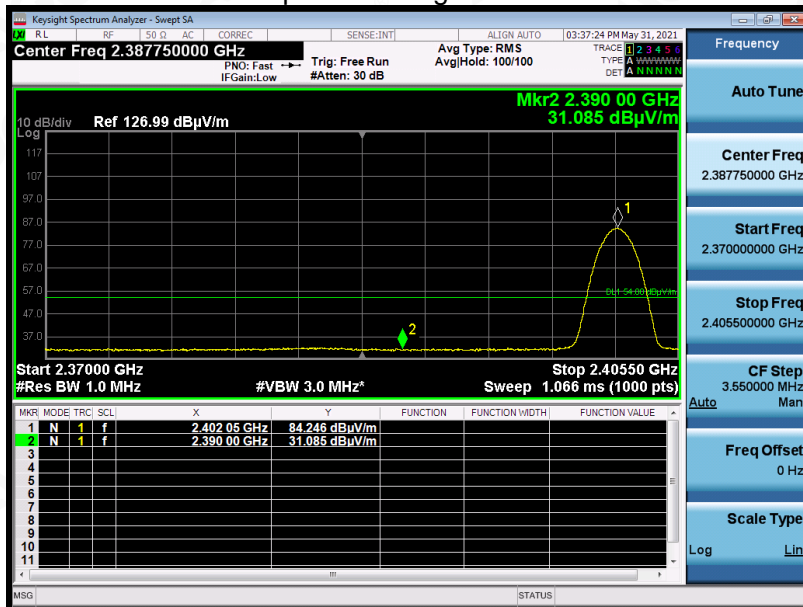 Keysight Spectrum Analyzer - Swept SA
LXI RL RF 50 Ω AC CORREC SENSE:INT ALIGN AUTO 03:37:24 PM May 31, 2021
Center Freq 2.387750000 GHz
PNO: Fast
IFGain:Low
Trig: Free Run
#Atten: 30 dB
Avg Type: RMS
Avg|Hold: 100/100
TRACE 1 2 3 4 5 6
TYPE A WWWWW
DET A N N N N N
Mkr2 2.390 00 GHz
31.085 dBµV/m
10 dB/div Ref 126.99 dBµV/m
Log
117
107
97.0
87.0
77.0
67.0
57.0
47.0
37.0
1
2
DL1 54.00 dBµV/m
Start 2.37000 GHz Stop 2.40550 GHz
#Res BW 1.0 MHz #VBW 3.0 MHz* Sweep 1.066 ms (1000 pts)
MKR MODE TRC SCL X Y FUNCTION FUNCTION WIDTH FUNCTION VALUE
1 N 1 f 2.402 05 GHz 84.246 dBµV/m
2 N 1 f 2.390 00 GHz 31.085 dBµV/m
3
4
5
6
7
8
9
10
11
MSG STATUS
Frequency
Auto Tune
Center Freq
2.387750000 GHz
Start Freq
2.370000000 GHz
Stop Freq
2.405500000 GHz
CF Step
3.550000 MHz
Auto Man
Freq Offset
0 Hz
Scale Type
Log Lin